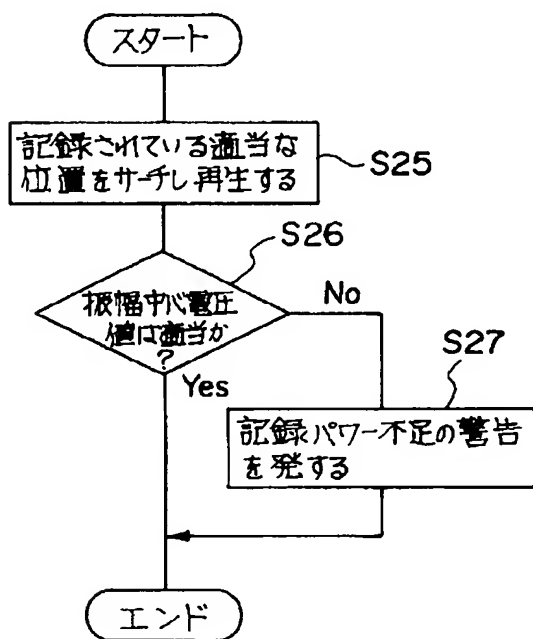 スタート
記録されている適当な
位置をサーチし再生する
S25
S26
振幅中心電圧
値は適当か
?
No
Yes
S27
記録パワー不足の警告
を発する
エンド